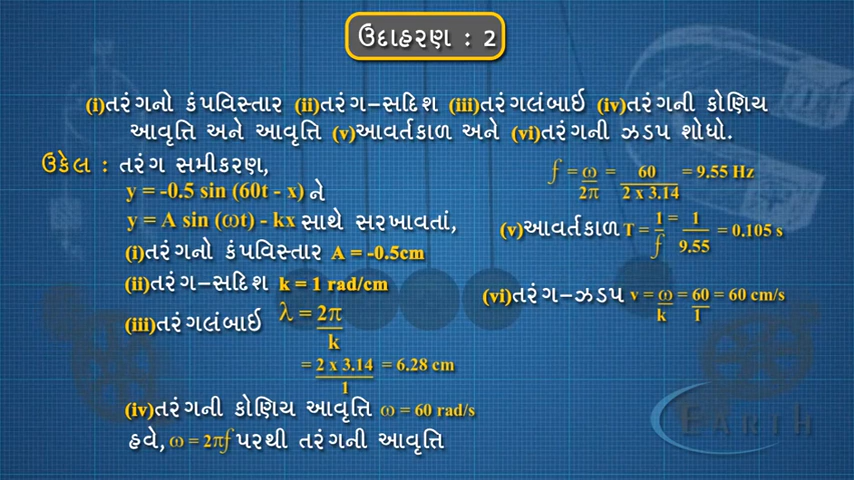 ઉદાહરણ : 2
(i)તરંગનો કંપવિસ્તાર (ii)તરંગ-સદિશ (iii)તરંગલંબાઈ (iv)તરંગની કોણિય
આવૃત્તિ અને આવૃત્તિ (v)આવર્તકાળ અને (vi)તરંગની ઝડપ શોધો.
ઉકેલ : તરંગ સમીકરણ,
y = -0.5 sin (60t - x) ને
y = A sin (ωt) - kx સાથે સરખાવતાં,
(i)તરંગનો કંપવિસ્તાર A = -0.5cm
(ii)તરંગ-સદિશ k = 1 rad/cm
(iii)તરંગલંબાઈ λ = 2π / k
= 2 x 3.14 / 1 = 6.28 cm
(iv)તરંગની કોણિય આવૃત્તિ ω = 60 rad/s
હવે, ω = 2πf પરથી તરંગની આવૃત્તિ
f = ω / 2π = 60 / 2 x 3.14 = 9.55 Hz
(v)આવર્તકાળ T = 1 / f = 1 / 9.55 = 0.105 s
(vi)તરંગ-ઝડપ v = ω / k = 60 / 1 = 60 cm/s
EARTH